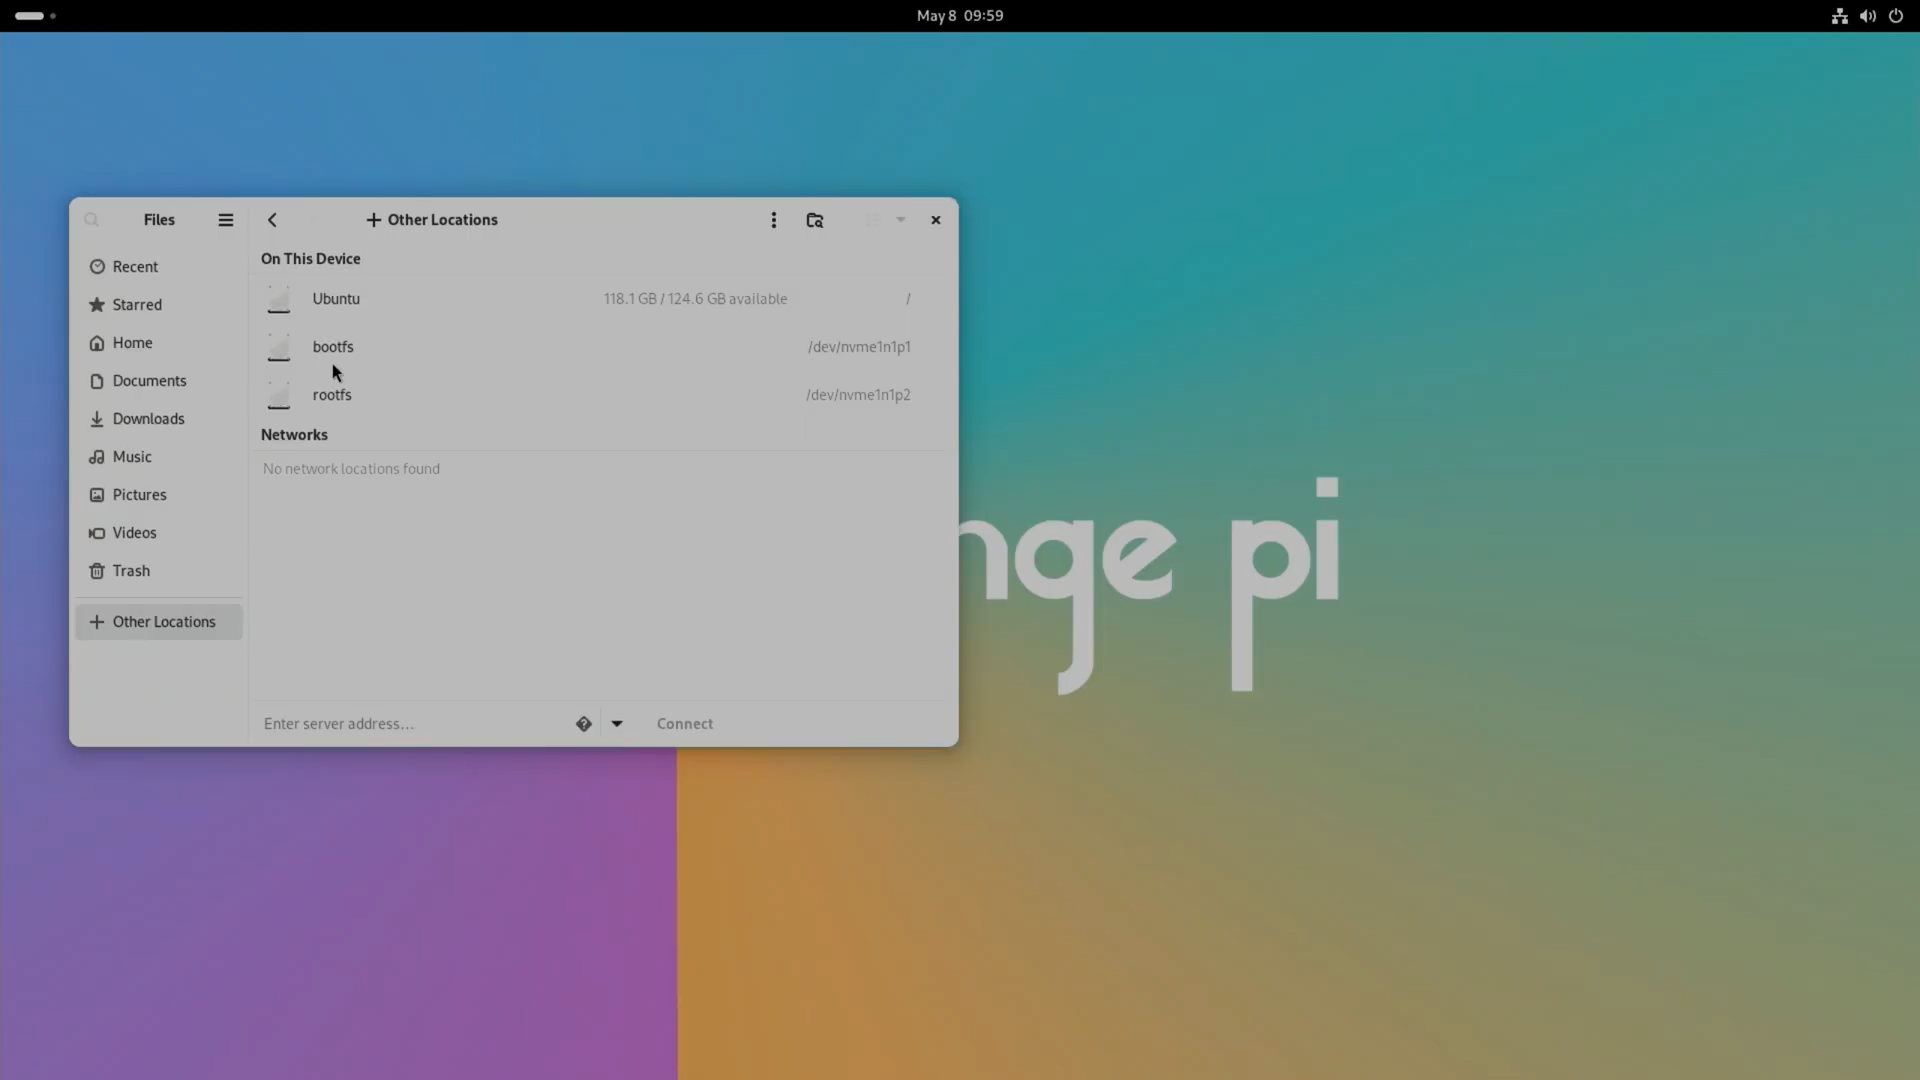 May 8 09:59
Files
Other Locations
Recent
Starred
Home
Documents
Downloads
Music
Pictures
Videos
Trash
Other Locations
On This Device
Ubuntu 118.1 GB / 124.6 GB available /
bootfs /dev/nvme1n1p1
rootfs /dev/nvme1n1p2
Networks
No network locations found
Enter server address... Connect
nge pi